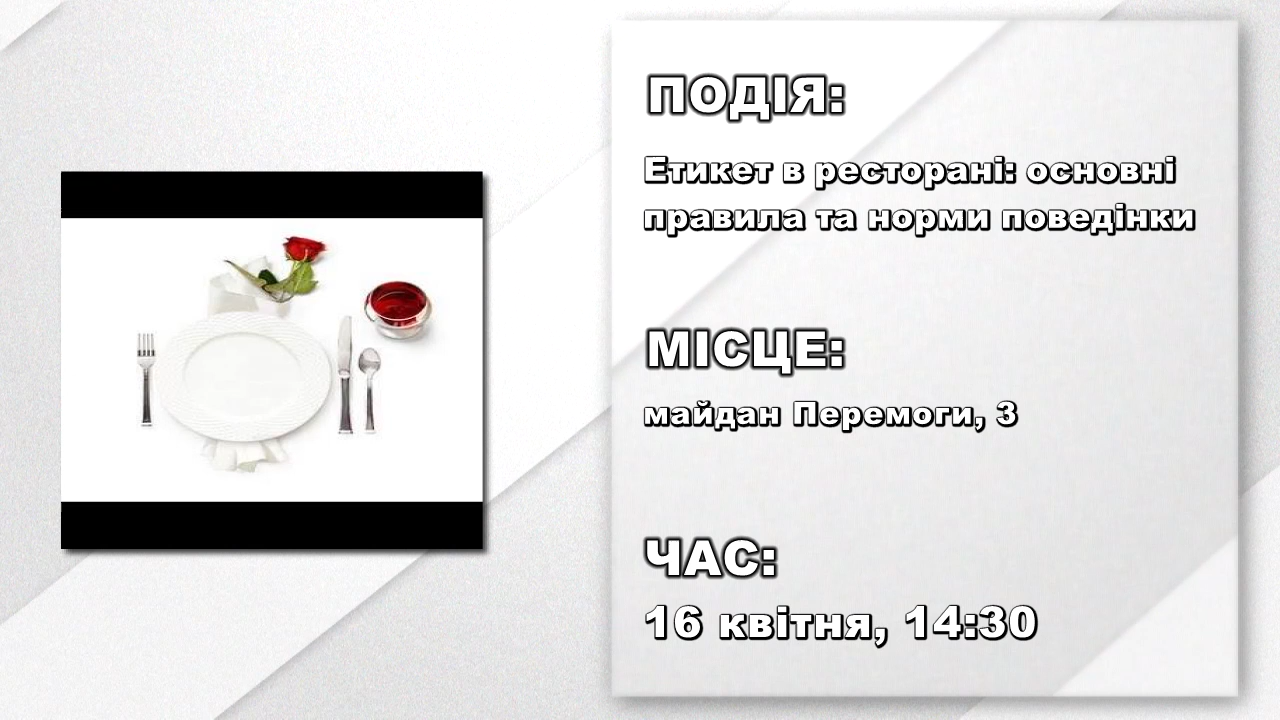 ПОДІЯ:
Етикет в ресторані: основні
правила та норми поведінки
МІСЦЕ:
майдан Перемоги, 3
ЧАС:
16 квітня, 14:30